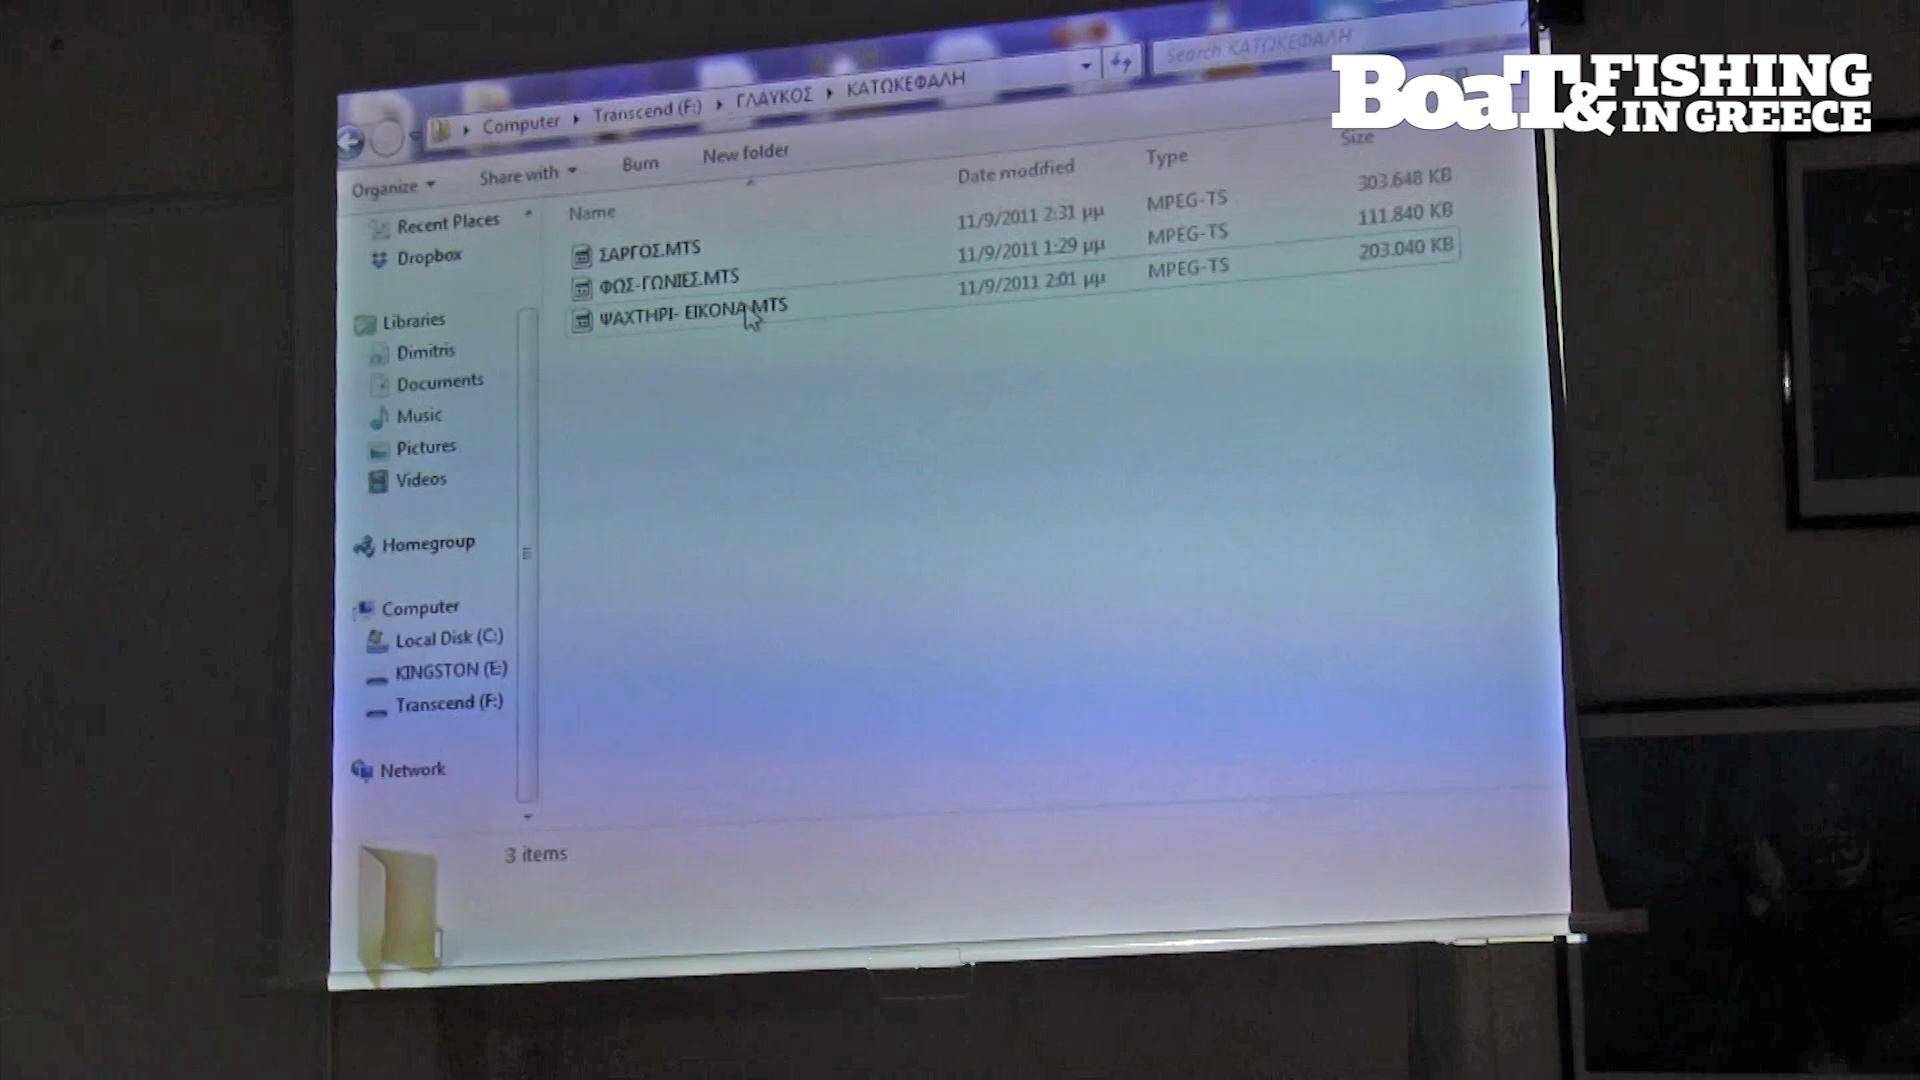 Computer ▸ Transcend (F:) ▸ ΓΛΑΥΚΟΣ ▸ ΚΑΤΩΚΕΦΑΛΗ
Search ΚΑΤΩΚΕΦΑΛΗ
BOAT & FISHING IN GREECE
Organize Share with Burn New folder
Name Date modified Type Size
ΣΑΡΓΟΣ.MTS 11/9/2011 2:31 μμ MPEG-TS 303.648 KB
ΦΩΣ-ΓΩΝΙΕΣ.MTS 11/9/2011 1:29 μμ MPEG-TS 111.840 KB
ΨΑΧΤΗΡΙ- ΕΙΚΟΝΑ.MTS 11/9/2011 2:01 μμ MPEG-TS 203.040 KB
Recent Places
Dropbox
Libraries
Dimitris
Documents
Music
Pictures
Videos
Homegroup
Computer
Local Disk (C:)
KINGSTON (E:)
Transcend (F:)
Network
3 items